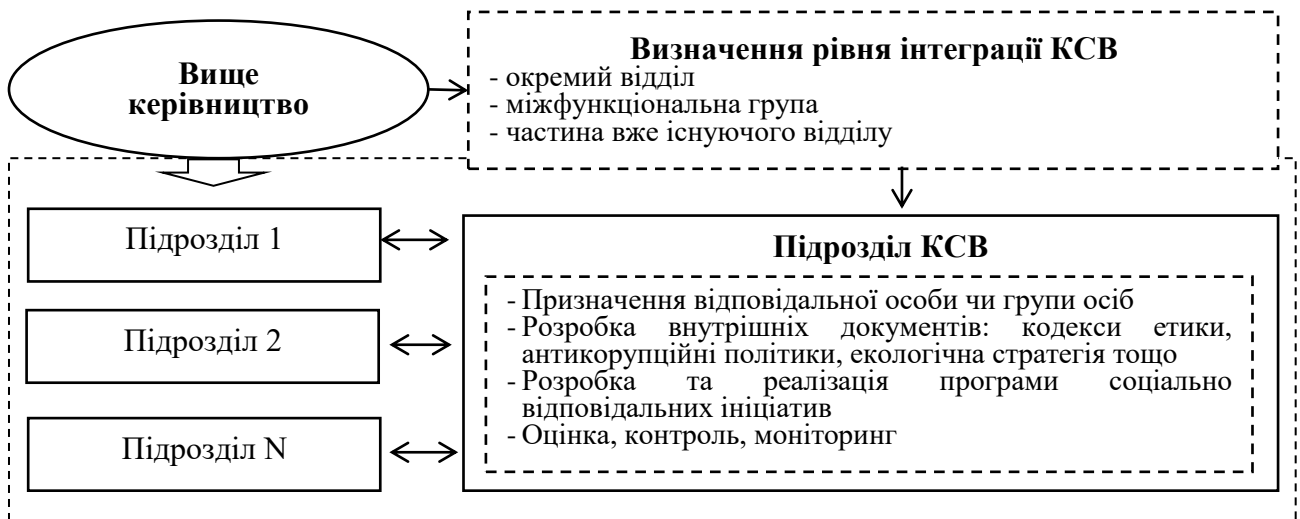 Вище
керівництво
Визначення рівня інтеграції КСВ
- окремий відділ
- міжфункціональна група
- частина вже існуючого відділу
Підрозділ 1
Підрозділ 2
Підрозділ N
Підрозділ КСВ
- Призначення відповідальної особи чи групи осіб
- Розробка внутрішніх документів: кодекси етики,
антикорупційні політики, екологічна стратегія тощо
- Розробка та реалізація програми соціально
відповідальних ініціатив
- Оцінка, контроль, моніторинг